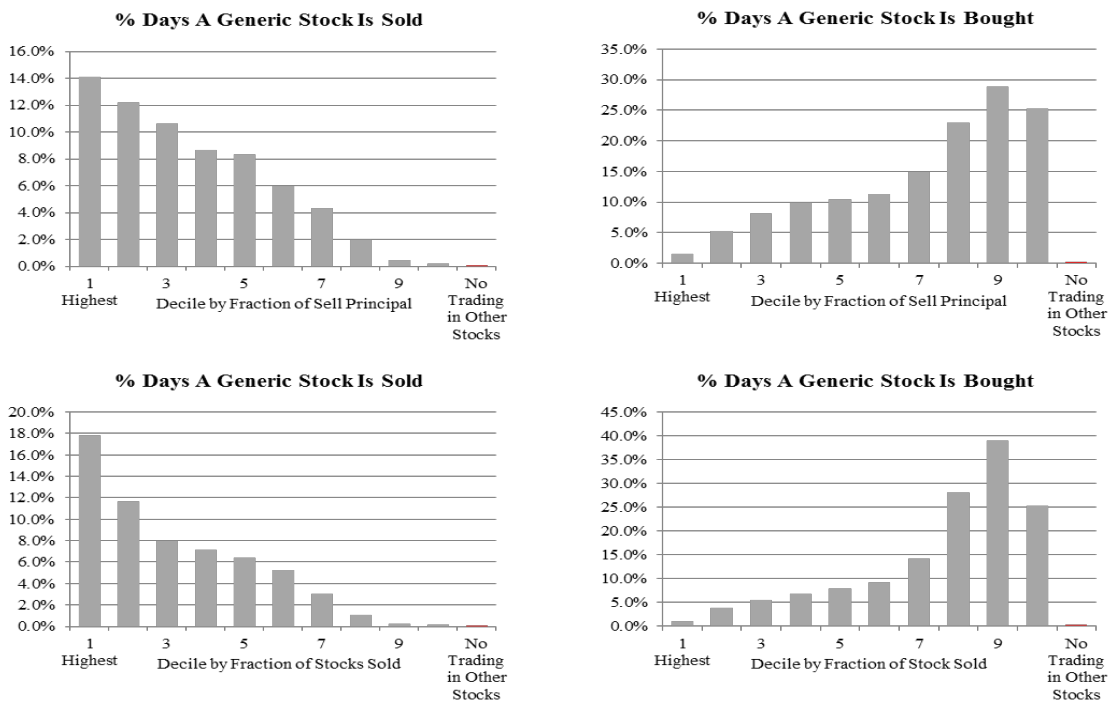 % Days A Generic Stock Is Sold
16.0%
14.0%
12.0%
10.0%
8.0%
6.0%
4.0%
2.0%
0.0%
1 3 5 7 9 No
Highest Decile by Fraction of Sell Principal Trading
in Other
Stocks
% Days A Generic Stock Is Bought
35.0%
30.0%
25.0%
20.0%
15.0%
10.0%
5.0%
0.0%
1 3 5 7 9 No
Highest Decile by Fraction of Sell Principal Trading
in Other
Stocks
% Days A Generic Stock Is Sold
20.0%
18.0%
16.0%
14.0%
12.0%
10.0%
8.0%
6.0%
4.0%
2.0%
0.0%
1 3 5 7 9 No
Highest Decile by Fraction of Stocks Sold Trading
in Other
Stocks
% Days A Generic Stock Is Bought
45.0%
40.0%
35.0%
30.0%
25.0%
20.0%
15.0%
10.0%
5.0%
0.0%
1 3 5 7 9 No
Highest Decile by Fraction of Stock Sold Trading
in Other
Stocks